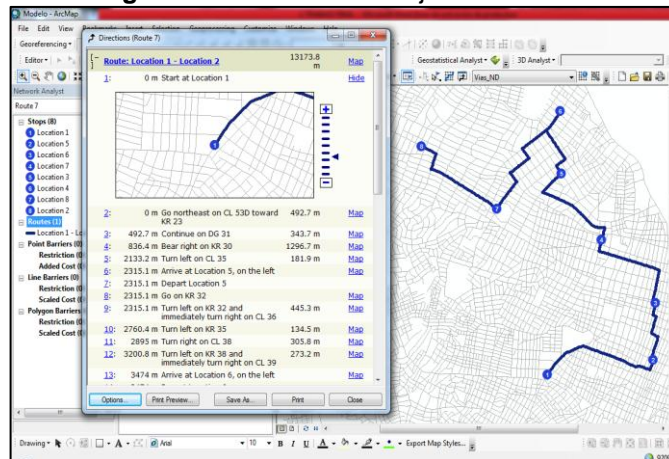 Modelo - ArcMap
File Edit View
Georeferencing
Editor
Geostatistical Analyst
3D Analyst
Vias_ND
Network Analyst
Route 7
Stops (8)
Location 1
Location 5
Location 6
Location 7
Location 3
Location 4
Location 8
Location 2
Routes (1)
Location 1 - Lo
Point Barriers (0)
Restriction (0
Added Cost (0
Line Barriers (0)
Restriction (0
Scaled Cost (0
Polygon Barriers
Restriction (0
Scaled Cost (0
Directions (Route 7)
[-] Route: Location 1 - Location 2 13173.8 m Map
1: 0 m Start at Location 1 Hide
1
2: 0 m Go northeast on CL 53D toward KR 23 492.7 m Map
3: 492.7 m Continue on DG 31 343.7 m Map
4: 836.4 m Bear right on KR 30 1296.7 m Map
5: 2133.2 m Turn left on CL 35 181.9 m Map
6: 2315.1 m Arrive at Location 5, on the left Map
7: 2315.1 m Depart Location 5
8: 2315.1 m Go on KR 32 Map
9: 2315.1 m Turn left on KR 32 and immediately turn right on CL 36 445.3 m Map
10: 2760.4 m Turn left on KR 35 134.5 m Map
11: 2895 m Turn right on CL 38 305.8 m Map
12: 3200.8 m Turn left on KR 38 and immediately turn left on CL 39 273.2 m Map
13: 3474 m Arrive at Location 6, on the left Map
Options... Print Preview... Save As... Print Close
Drawing Arial 10 B I U A Export Map Styles...